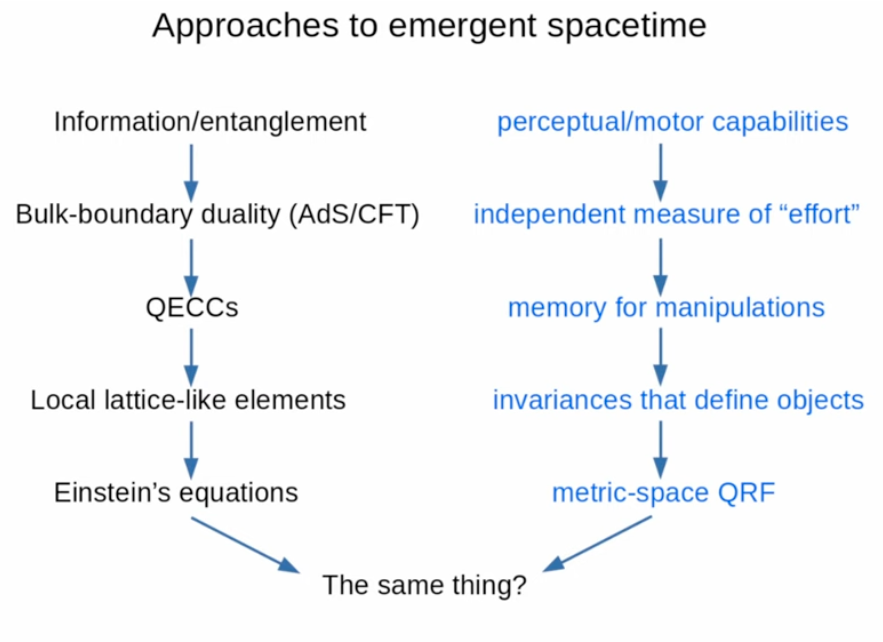 Approaches to emergent spacetime
Information/entanglement
Bulk-boundary duality (AdS/CFT)
QECCs
Local lattice-like elements
Einstein’s equations
perceptual/motor capabilities
independent measure of “effort”
memory for manipulations
invariances that define objects
metric-space QRF
The same thing?